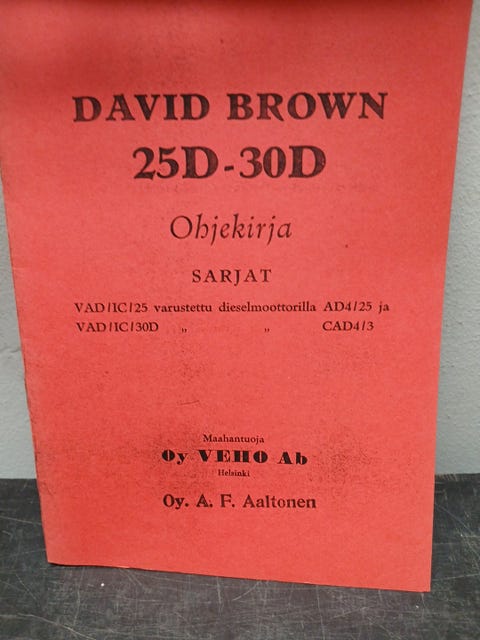 DAVID BROWN
25D-30D
Ohjekirja
SARJAT
VAD/IC/25 varustettu dieselmoottorilla AD4/25 ja
VAD/IC/30D „ „ CAD4/3
Maahantuoja
Oy VEHO Ab
Helsinki
Oy. A. F. Aaltonen